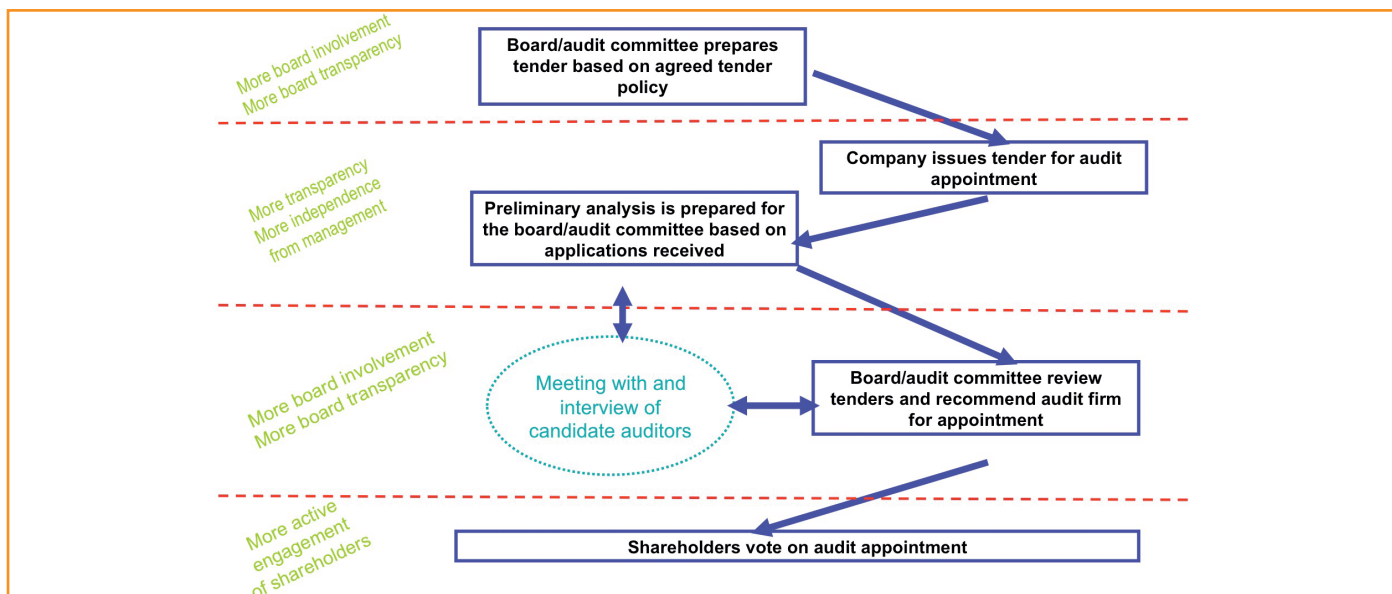 More board involvement
More board transparency
Board/audit committee prepares
tender based on agreed tender
policy
Company issues tender for audit
appointment
More transparency
More independence
from management
Preliminary analysis is prepared for
the board/audit committee based on
applications received
More board involvement
More board transparency
Meeting with and
interview of
candidate auditors
Board/audit committee review
tenders and recommend audit firm
for appointment
More active
engagement
of shareholders
Shareholders vote on audit appointment